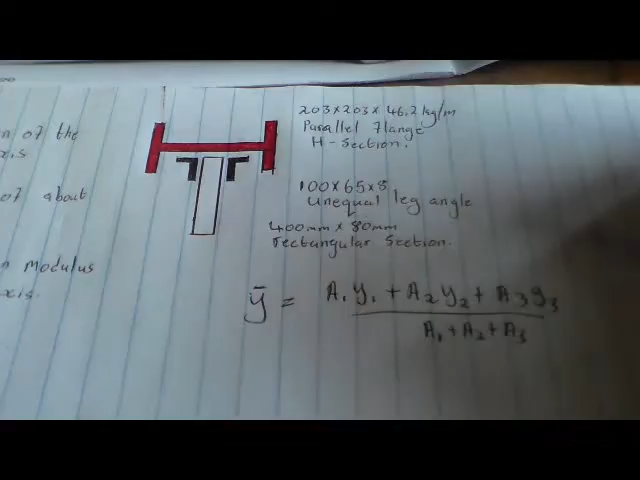 203×203×46.2 kg/m
Parallel Flange
H-Section.
n of the
xis
100×65×8
of about
Unequal leg angle
400mm × 80mm
Rectangular Section.
n Modulus
xis.
ȳ = A₁y₁ + A₂y₂ + A₃y₃
A₁+A₂+A₃